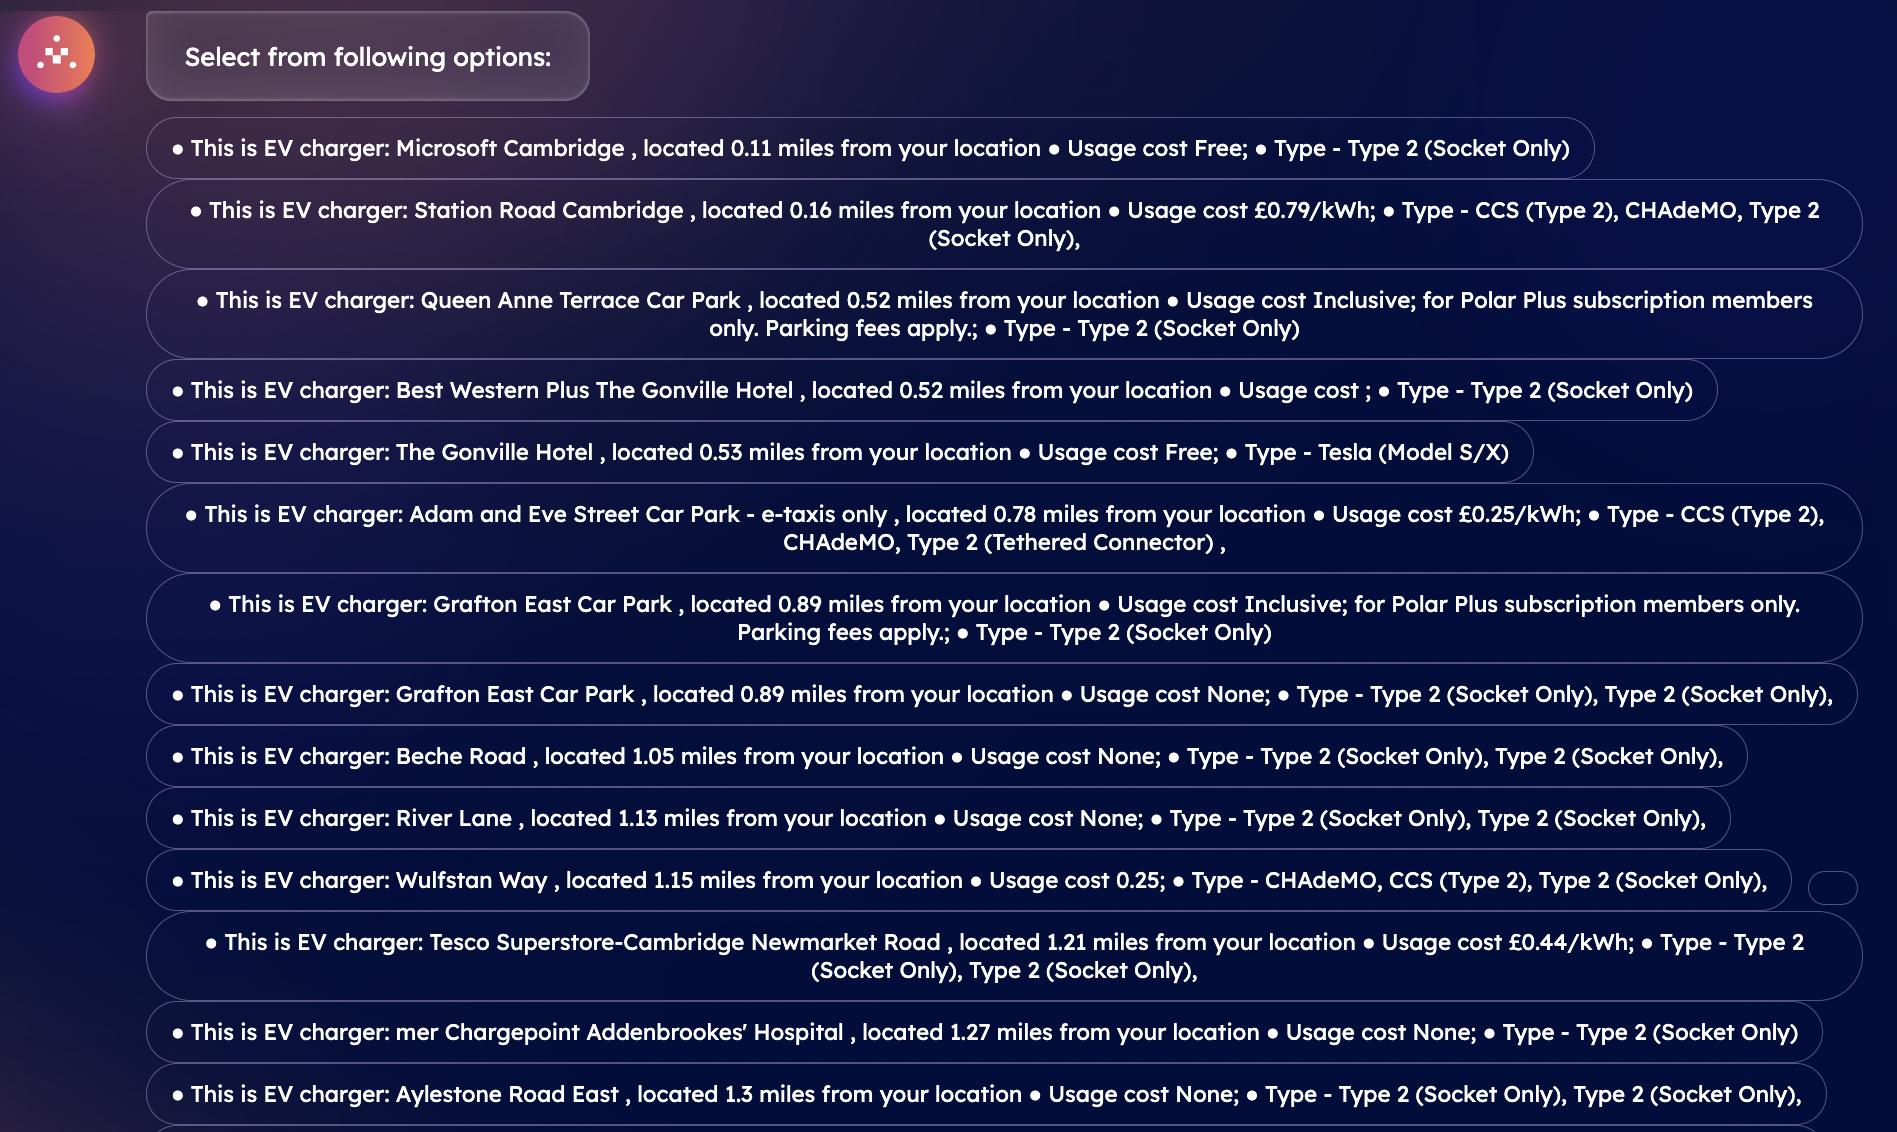 Select from following options:
● This is EV charger: Microsoft Cambridge , located 0.11 miles from your location ● Usage cost Free; ● Type - Type 2 (Socket Only)
● This is EV charger: Station Road Cambridge , located 0.16 miles from your location ● Usage cost £0.79/kWh; ● Type - CCS (Type 2), CHAdeMO, Type 2
(Socket Only),
● This is EV charger: Queen Anne Terrace Car Park , located 0.52 miles from your location ● Usage cost Inclusive; for Polar Plus subscription members
only. Parking fees apply.; ● Type - Type 2 (Socket Only)
● This is EV charger: Best Western Plus The Gonville Hotel , located 0.52 miles from your location ● Usage cost ; ● Type - Type 2 (Socket Only)
● This is EV charger: The Gonville Hotel , located 0.53 miles from your location ● Usage cost Free; ● Type - Tesla (Model S/X)
● This is EV charger: Adam and Eve Street Car Park - e-taxis only , located 0.78 miles from your location ● Usage cost £0.25/kWh; ● Type - CCS (Type 2),
CHAdeMO, Type 2 (Tethered Connector) ,
● This is EV charger: Grafton East Car Park , located 0.89 miles from your location ● Usage cost Inclusive; for Polar Plus subscription members only.
Parking fees apply.; ● Type - Type 2 (Socket Only)
● This is EV charger: Grafton East Car Park , located 0.89 miles from your location ● Usage cost None; ● Type - Type 2 (Socket Only), Type 2 (Socket Only),
● This is EV charger: Beche Road , located 1.05 miles from your location ● Usage cost None; ● Type - Type 2 (Socket Only), Type 2 (Socket Only),
● This is EV charger: River Lane , located 1.13 miles from your location ● Usage cost None; ● Type - Type 2 (Socket Only), Type 2 (Socket Only),
● This is EV charger: Wulfstan Way , located 1.15 miles from your location ● Usage cost 0.25; ● Type - CHAdeMO, CCS (Type 2), Type 2 (Socket Only),
● This is EV charger: Tesco Superstore-Cambridge Newmarket Road , located 1.21 miles from your location ● Usage cost £0.44/kWh; ● Type - Type 2
(Socket Only), Type 2 (Socket Only),
● This is EV charger: mer Chargepoint Addenbrookes' Hospital , located 1.27 miles from your location ● Usage cost None; ● Type - Type 2 (Socket Only)
● This is EV charger: Aylestone Road East , located 1.3 miles from your location ● Usage cost None; ● Type - Type 2 (Socket Only), Type 2 (Socket Only),